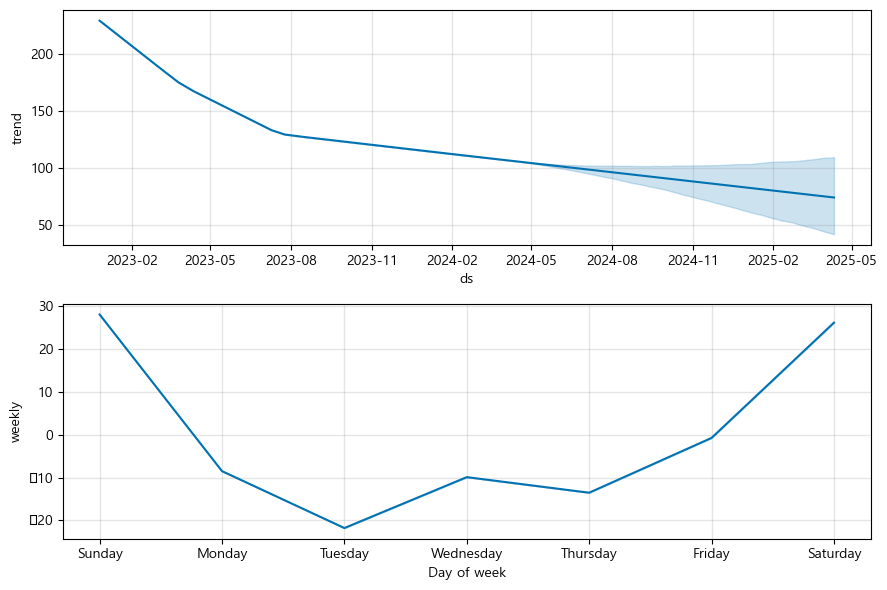 200
150
100
50
trend
2023-02 2023-05 2023-08 2023-11 2024-02 2024-05 2024-08 2024-11 2025-02 2025-05
ds
30
20
10
0
▯10
▯20
weekly
Sunday Monday Tuesday Wednesday Thursday Friday Saturday
Day of week